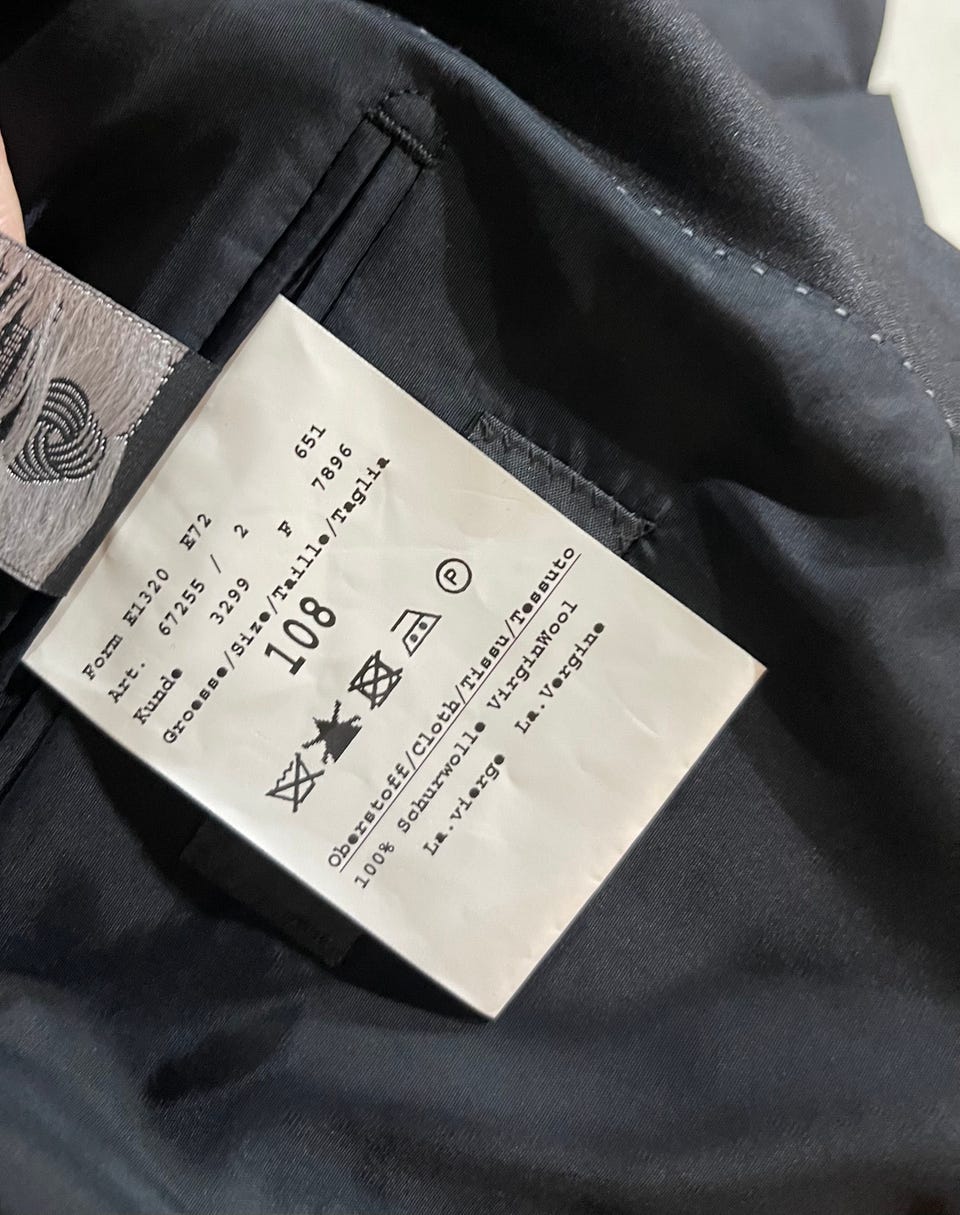 Form E1320 E72 651
Art. 67255 / 2 7896
Kunde 3299 F
Groesse/Size/Taille/Taglia
108
P
Oberstoff/Cloth/Tissu/Tessuto
100% Schurwolle VirginWool
La.vierge La.Vergine